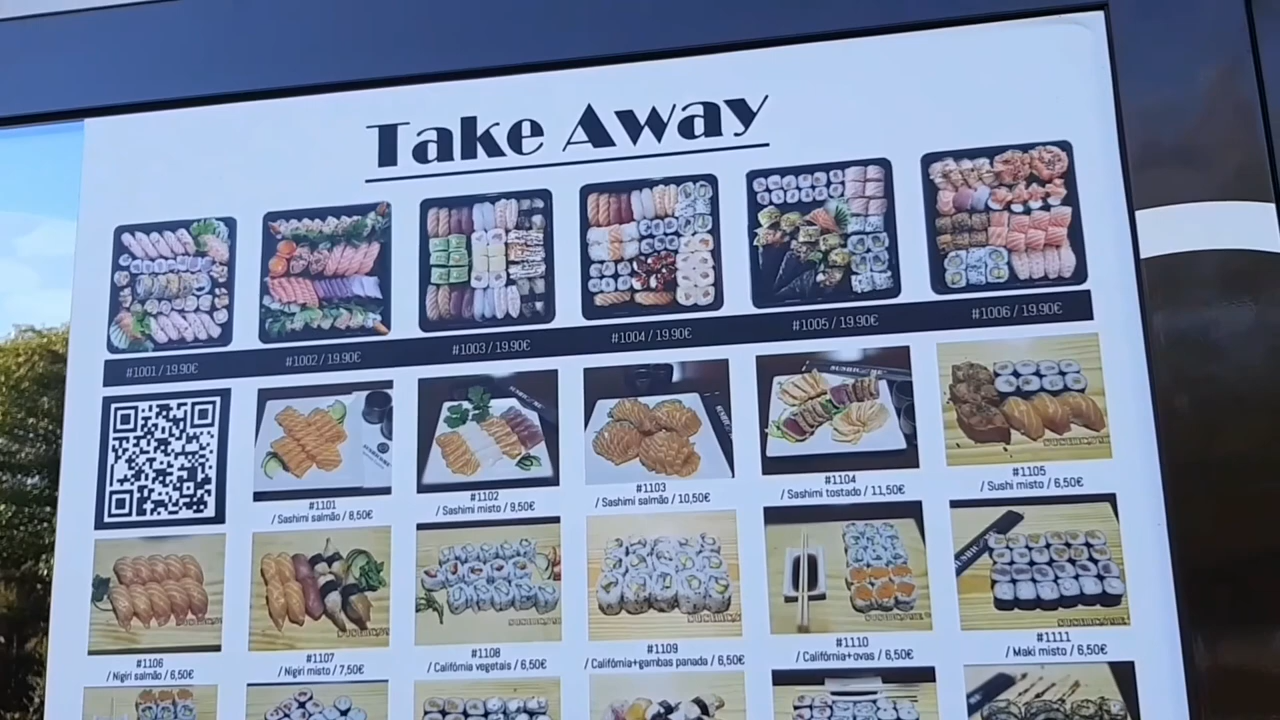 Take Away
#1001 / 19.90€
#1002 / 19.90€
#1003 / 19.90€
#1004 / 19.90€
#1005 / 19.90€
#1006 / 19.90€
#1101
/ Sashimi salmão / 8,50€
#1102
/ Sashimi misto / 9,50€
#1103
/ Sashimi salmão / 10,50€
#1104
/ Sashimi tostado / 11,50€
#1105
/ Sushi misto / 6,50€
#1106
/ Nigiri salmão / 6,50€
#1107
/ Nigiri misto / 7,50€
#1108
/ Califórnia vegetais / 6,50€
#1109
/ Califórnia+gambas panada / 6,50€
#1110
/ Califórnia+ovas / 6,50€
#1111
/ Maki misto / 6,50€